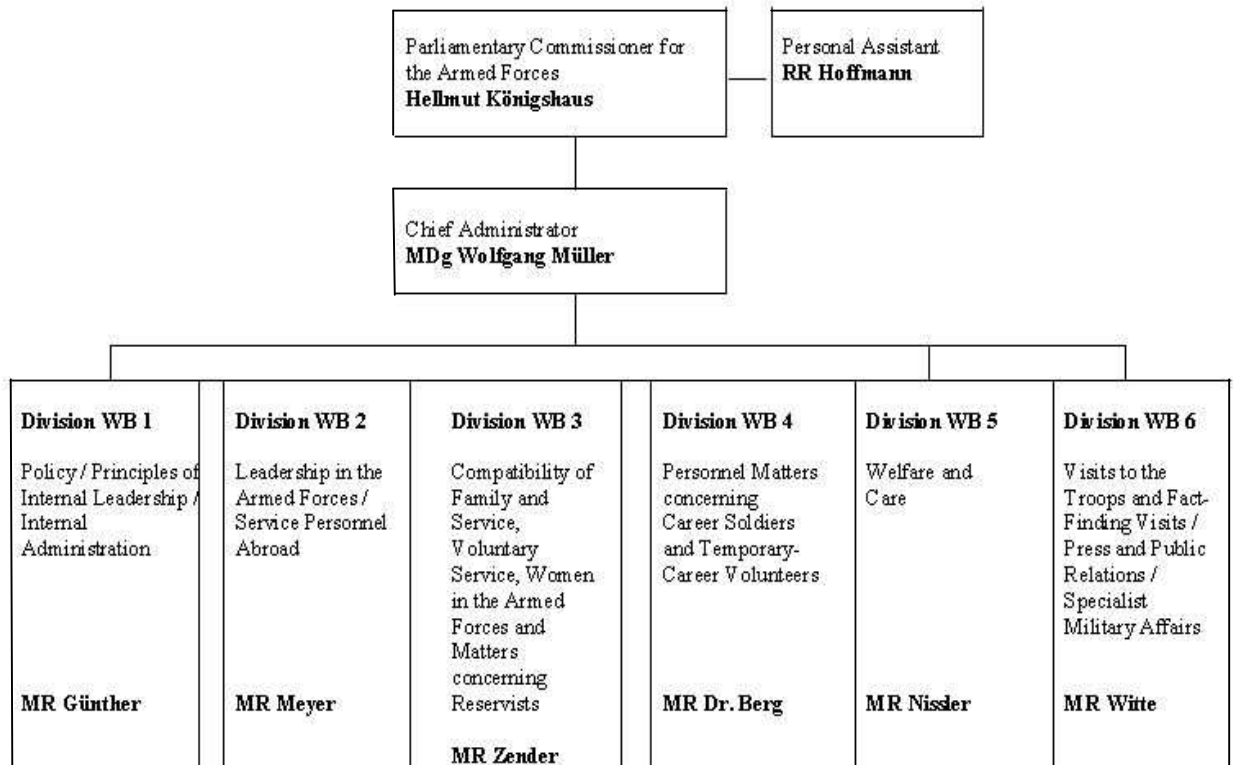 Parliamentary Commissioner for
the Armed Forces
Hellmut Königshaus
Personal Assistant
RR Hoffmann
Chief Administrator
MDg Wolfgang Müller
Division WB 1
Policy / Principles of
Internal Leadership /
Internal
Administration
MR Günther
Division WB 2
Leadership in the
Armed Forces /
Service Personnel
Abroad
MR Meyer
Division WB 3
Compatibility of
Family and
Service,
Voluntary
Service, Women
in the Armed
Forces and
Matters
concerning
Reservists
MR Zender
Division WB 4
Personnel Matters
concerning
Career Soldiers
and Temporary-
Career Volunteers
MR Dr. Berg
Division WB 5
Welfare and
Care
MR Nissler
Division WB 6
Visits to the
Troops and Fact-
Finding Visits /
Press and Public
Relations /
Specialist
Military Affairs
MR Witte